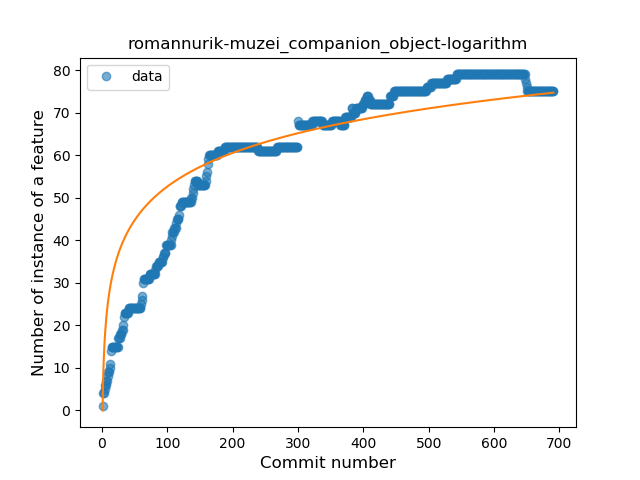 romannurik-muzei_companion_object-logarithm
data
Number of instance of a feature
80
70
60
50
40
30
20
10
0
0 100 200 300 400 500 600 700
Commit number